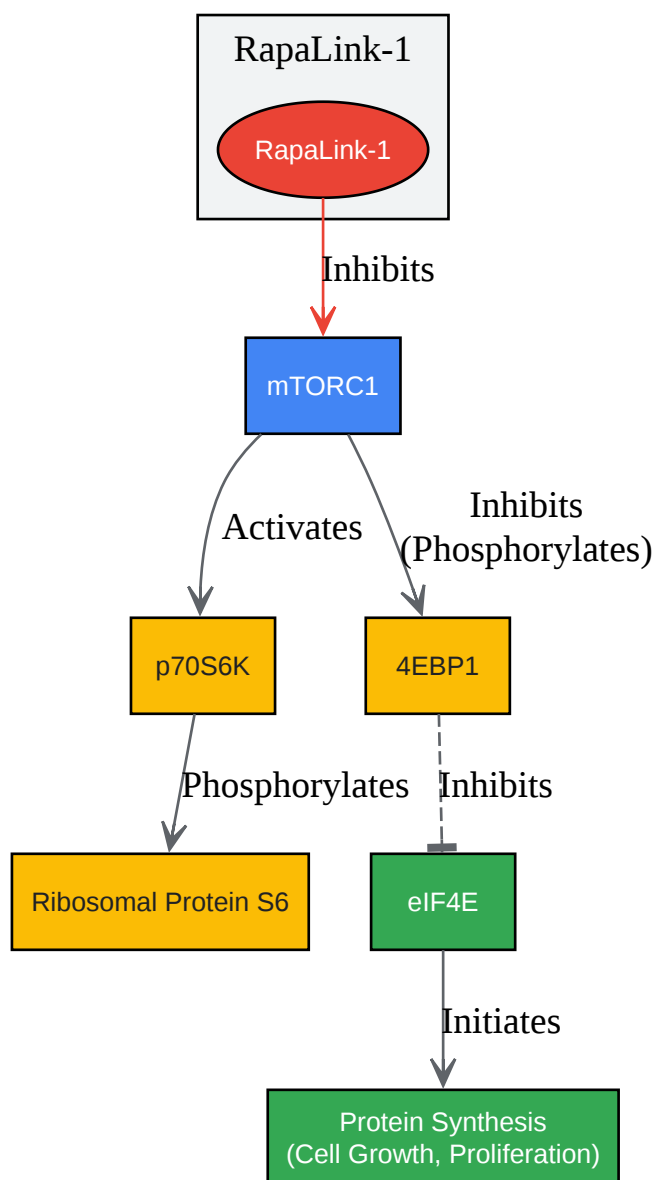 RapaLink-1
RapaLink-1
Inhibits
mTORC1
Activates
Inhibits
(Phosphorylates)
p70S6K
4EBP1
Phosphorylates
Inhibits
Ribosomal Protein S6
eIF4E
Initiates
Protein Synthesis
(Cell Growth, Proliferation)